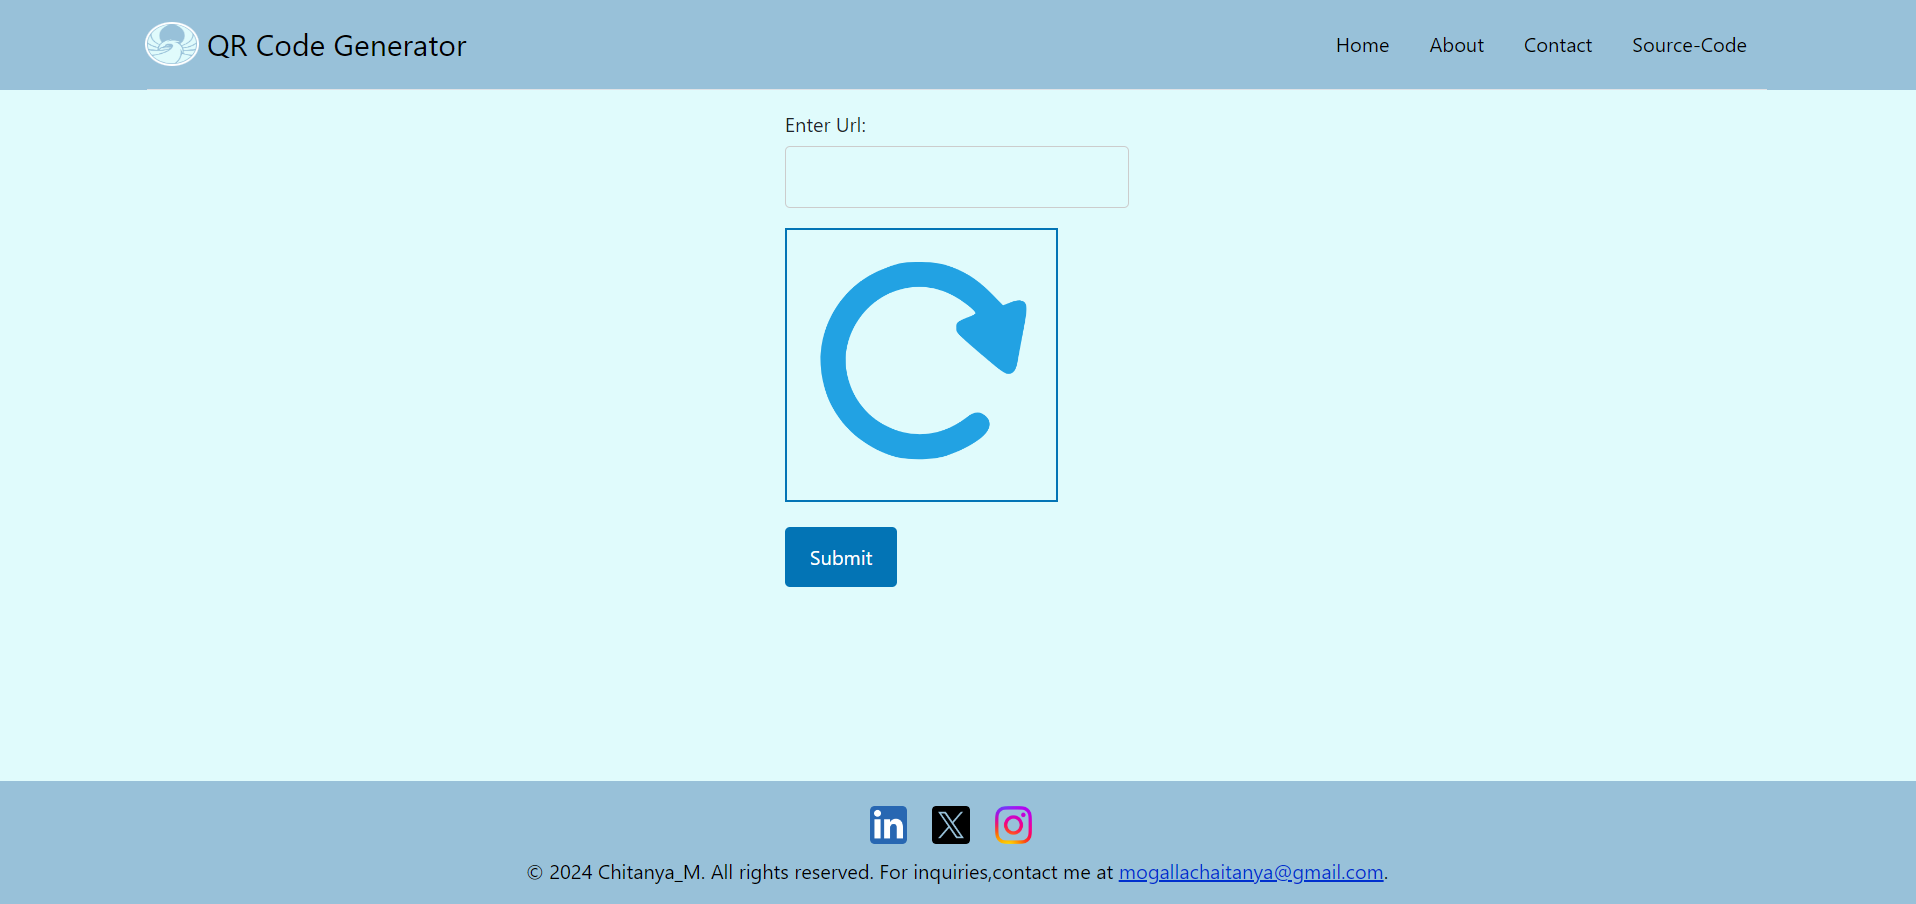 QR Code Generator
Home About Contact Source-Code
Enter Url:
Submit
in X
© 2024 Chitanya_M. All rights reserved. For inquiries,contact me at mogallachaitanya@gmail.com.